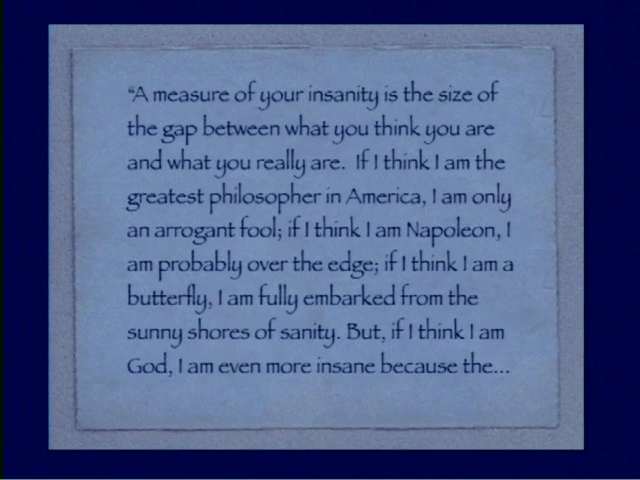 “A measure of your insanity is the size of
the gap between what you think you are
and what you really are. If I think I am the
greatest philosopher in America, I am only
an arrogant fool; if I think I am Napoleon, I
am probably over the edge; if I think I am a
butterfly, I am fully embarked from the
sunny shores of sanity. But, if I think I am
God, I am even more insane because the...